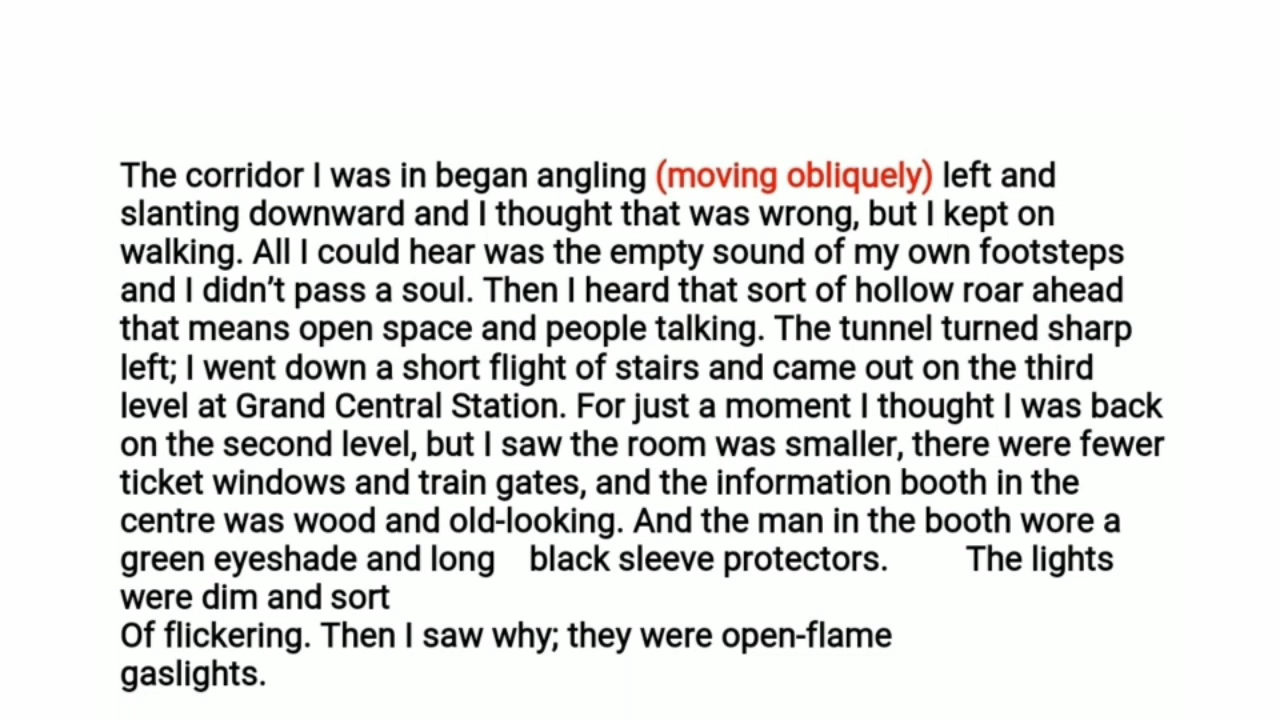 The corridor I was in began angling (moving obliquely) left and
slanting downward and I thought that was wrong, but I kept on
walking. All I could hear was the empty sound of my own footsteps
and I didn’t pass a soul. Then I heard that sort of hollow roar ahead
that means open space and people talking. The tunnel turned sharp
left; I went down a short flight of stairs and came out on the third
level at Grand Central Station. For just a moment I thought I was back
on the second level, but I saw the room was smaller, there were fewer
ticket windows and train gates, and the information booth in the
centre was wood and old-looking. And the man in the booth wore a
green eyeshade and long black sleeve protectors. The lights
were dim and sort
Of flickering. Then I saw why; they were open-flame
gaslights.